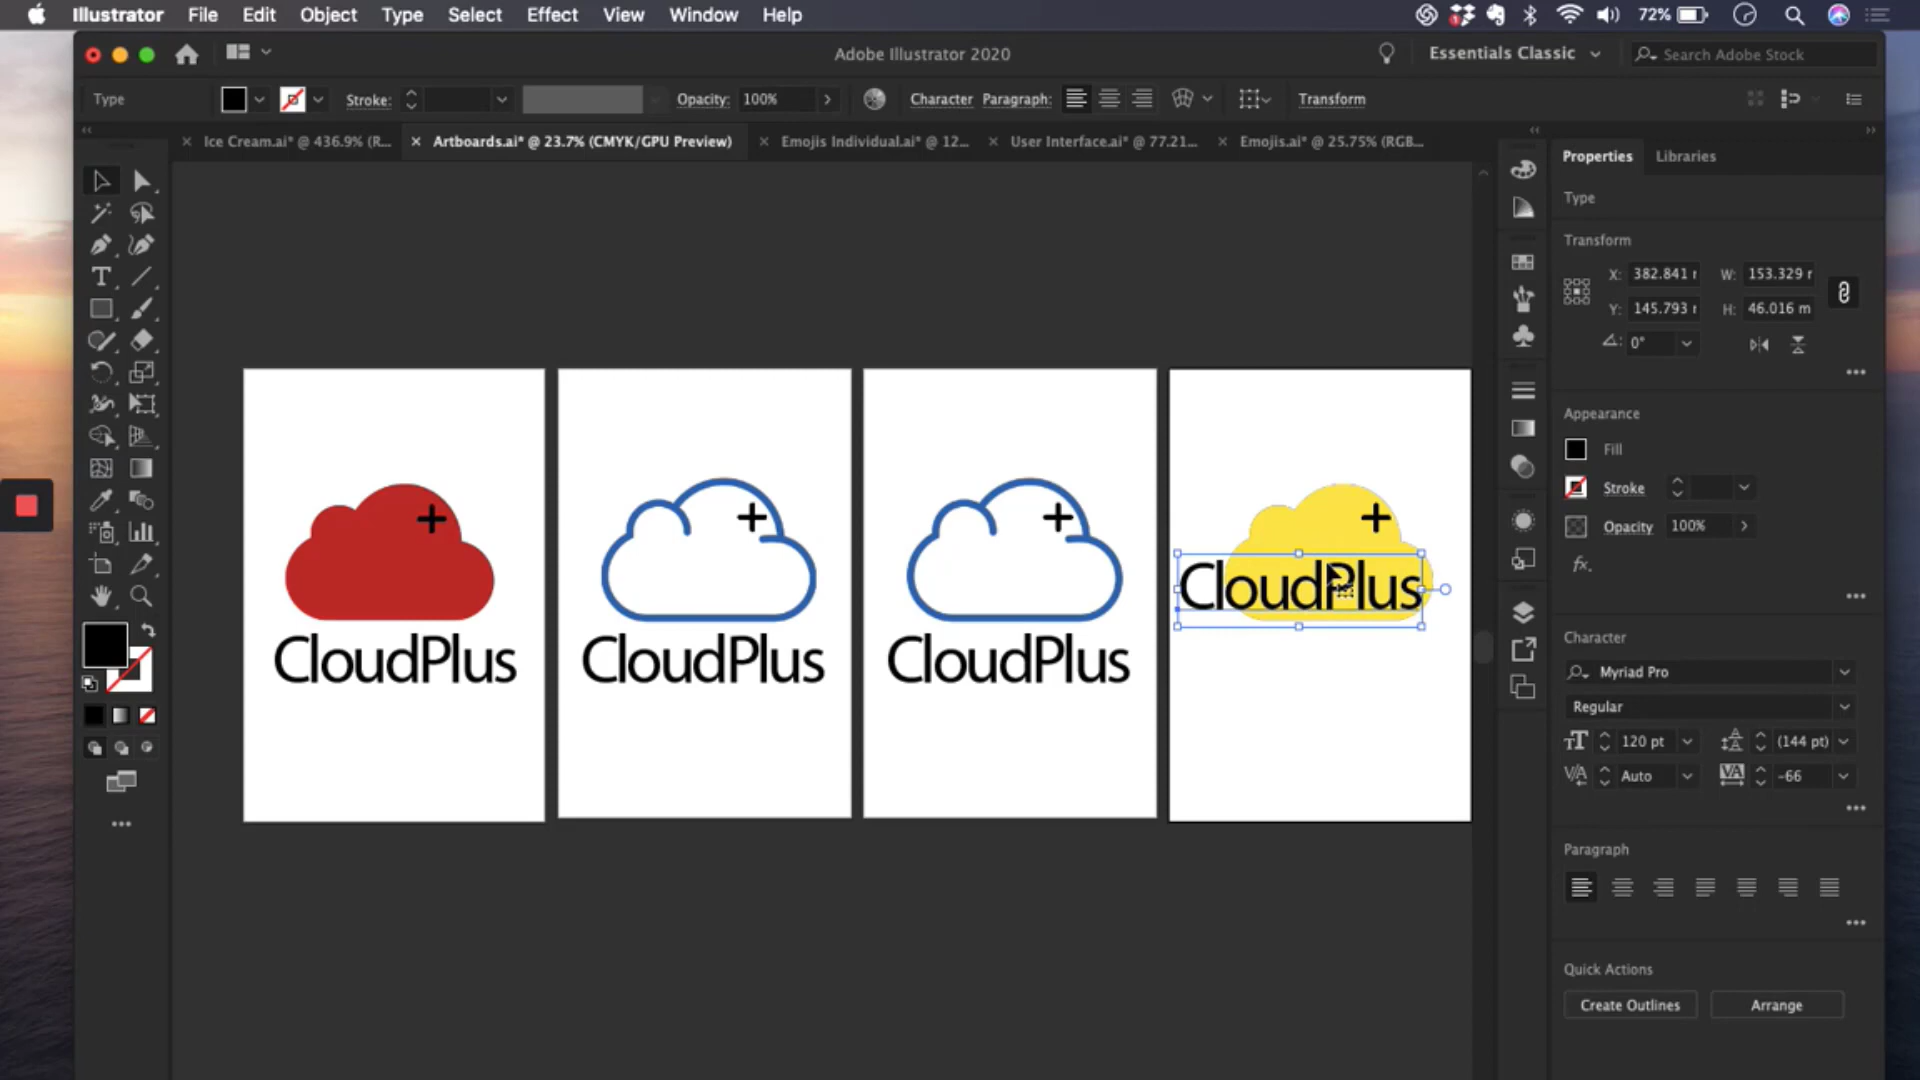 Illustrator File Edit Object Type Select Effect View Window Help 72%
Adobe Illustrator 2020 Essentials Classic Search Adobe Stock
Type Stroke: Opacity: 100% Character Paragraph: Transform
Ice Cream.ai* @ 436.9% (R... Artboards.ai* @ 23.7% (CMYK/GPU Preview) Emojis Individual.ai* @ 12... User Interface.ai* @ 77.21... Emojis.ai* @ 25.75% (RGB...
Properties Libraries
Type
Transform
X: 382.841 r W: 153.329 r
Y: 145.793 r H: 46.016 m
0°
Appearance
Fill
Stroke
Opacity 100%
fx.
Character
Myriad Pro
Regular
120 pt (144 pt)
Auto -66
Paragraph
Quick Actions
Create Outlines Arrange
CloudPlus
CloudPlus
CloudPlus
CloudPlus